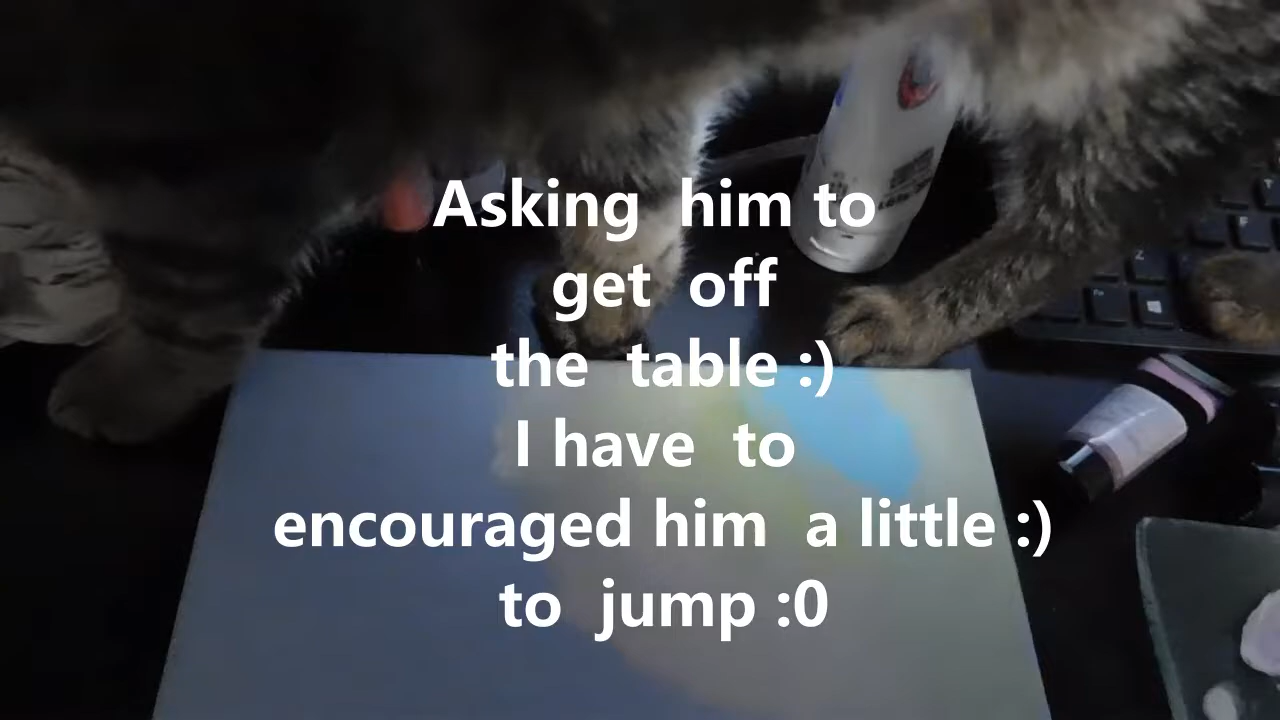 Asking him to
get off
the table :)
I have to
encouraged him a little :)
to jump :0